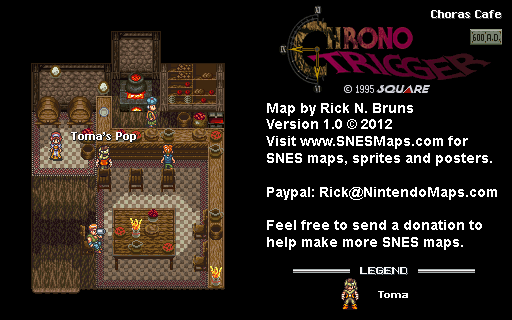 Choras Cafe
600 A.D.
CHRONO
TRIGGER
© 1995 SQUARE
Map by Rick N. Bruns
Version 1.0 © 2012
Visit www.SNESMaps.com for
SNES maps, sprites and posters.
Paypal: Rick@NintendoMaps.com
Feel free to send a donation to
help make more SNES maps.
LEGEND
Toma
Toma's Pop